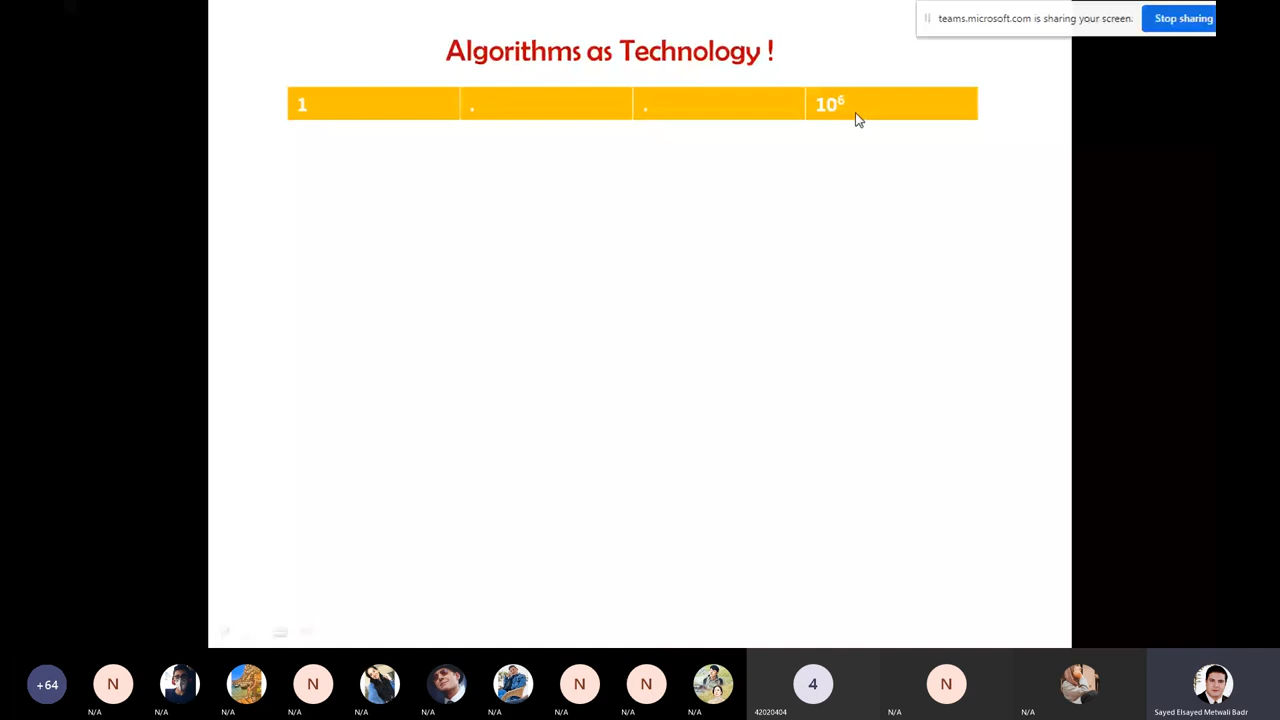 teams.microsoft.com is sharing your screen. Stop sharing
Algorithms as Technology !
1 . . 10⁶
+64 N N N N 4 N
N/A N/A N/A N/A N/A N/A N/A N/A N/A N/A 42020404 N/A N/A Sayed Elsayed Metwali Badr